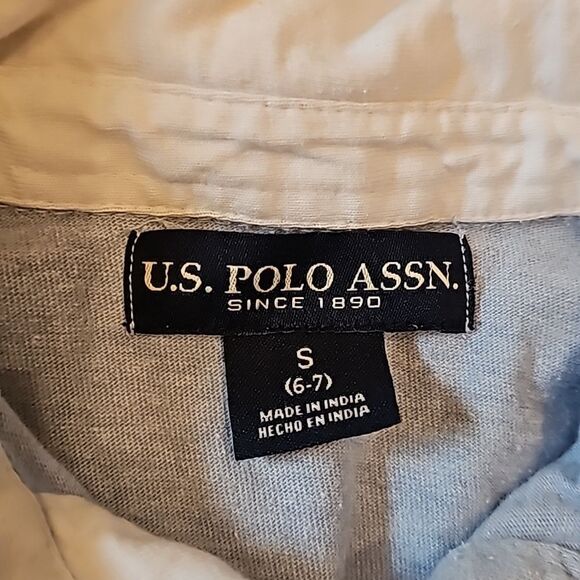 U.S. POLO ASSN.
SINCE 1890
S
(6-7)
MADE IN INDIA
HECHO EN INDIA